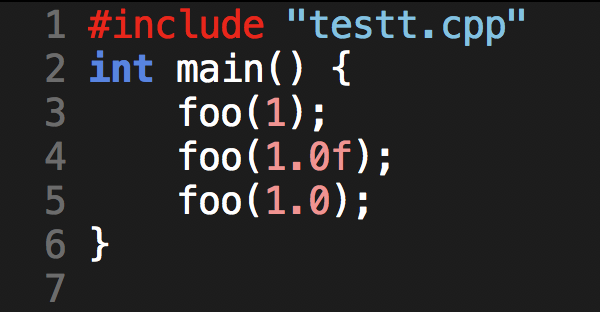 1 #include "testt.cpp"
2 int main() {
3     foo(1);
4     foo(1.0f);
5     foo(1.0);
6 }
7